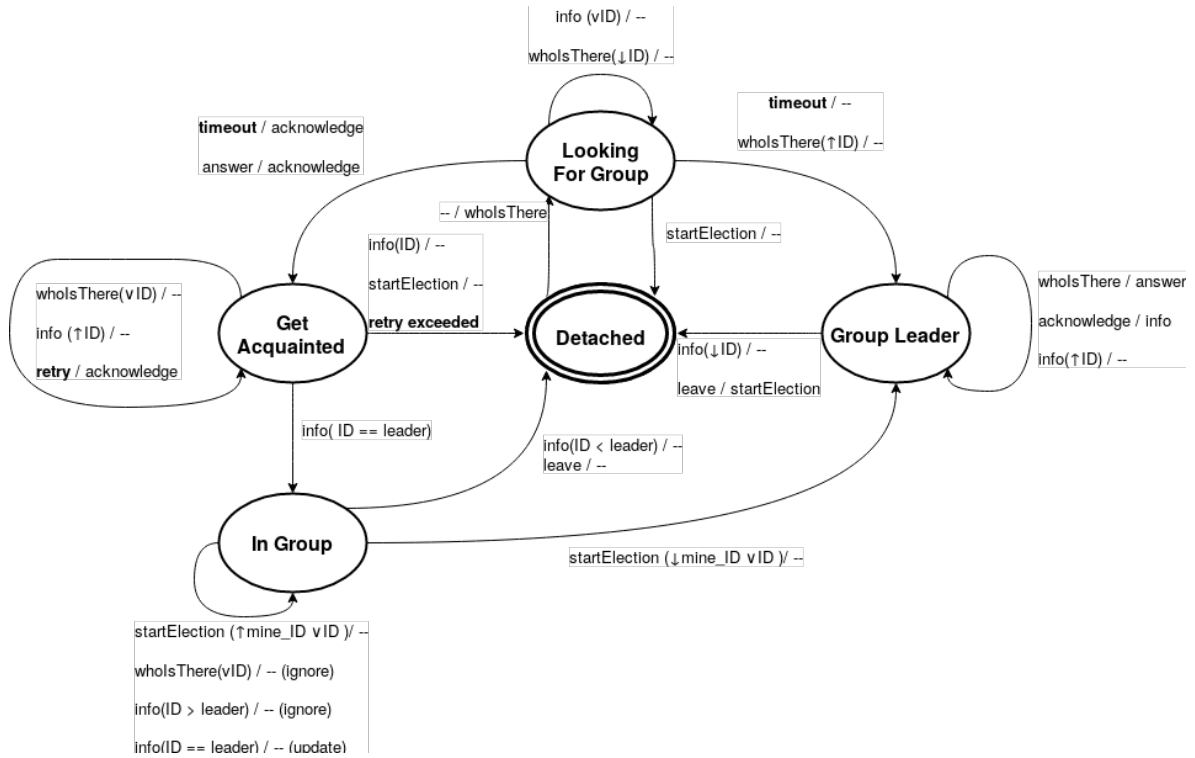 info (vID) / --
whoIsThere(↓ID) / --
timeout / --
whoIsThere(↑ID) / --
timeout / acknowledge
answer / acknowledge
Looking
For Group
-- / whoIsThere
startElection / --
info(ID) / --
startElection / --
retry exceeded
whoIsThere(∨ID) / --
info (↑ID) / --
retry / acknowledge
Get
Acquainted
Detached
Group Leader
whoIsThere / answer
acknowledge / info
info(↑ID) / --
info(↓ID) / --
leave / startElection
info( ID == leader)
info(ID < leader) / --
leave / --
In Group
startElection (↓mine_ID ∨ID )/ --
startElection (↑mine_ID ∨ID )/ --
whoIsThere(vID) / -- (ignore)
info(ID > leader) / -- (ignore)
info(ID == leader) / -- (update)